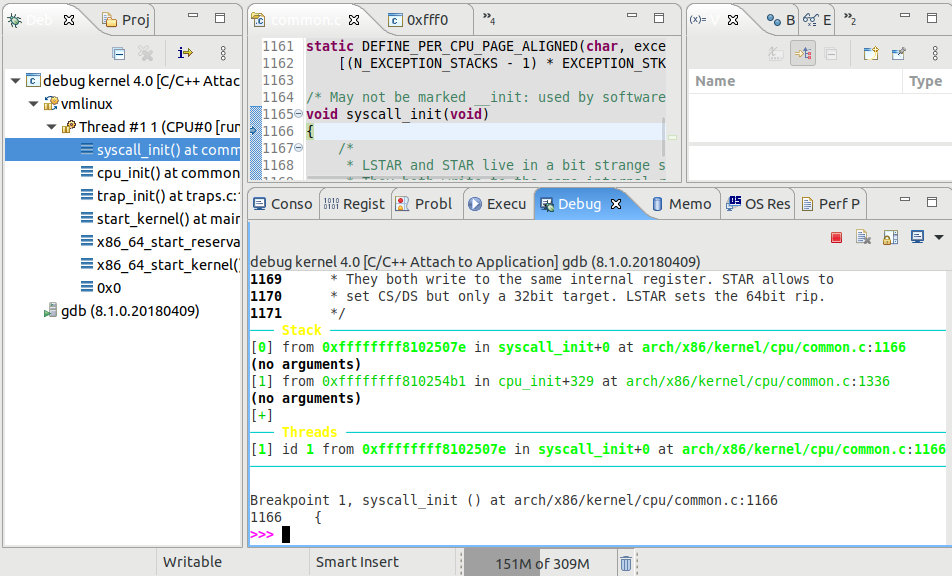 Deb
Proj
debug kernel 4.0 [C/C++ Attac
vmlinux
Thread #1 1 (CPU#0 [run
syscall_init() at comm
cpu_init() at common
trap_init() at traps.c:
start_kernel() at main
x86_64_start_reserva
x86_64_start_kernel(
0x0
gdb (8.1.0.20180409)
common.c
0xfff0
»4
1161 static DEFINE_PER_CPU_PAGE_ALIGNED(char, exce
1162     [(N_EXCEPTION_STACKS - 1) * EXCEPTION_STK
1163
1164 /* May not be marked __init: used by software
1165 void syscall_init(void)
1166 {
1167     /*
1168      * LSTAR and STAR live in a bit strange s
(x)=
B
E
»2
Name
Type
Conso
Regist
Probl
Execu
Debug
Memo
OS Res
Perf P
debug kernel 4.0 [C/C++ Attach to Application] gdb (8.1.0.20180409)
1169      * They both write to the same internal register. STAR allows to
1170      * set CS/DS but only a 32bit target. LSTAR sets the 64bit rip.
1171      */
Stack
[0] from 0xffffffff8102507e in syscall_init+0 at arch/x86/kernel/cpu/common.c:1166
(no arguments)
[1] from 0xffffffff810254b1 in cpu_init+329 at arch/x86/kernel/cpu/common.c:1336
(no arguments)
[+]
Threads
[1] id 1 from 0xffffffff8102507e in syscall_init+0 at arch/x86/kernel/cpu/common.c:1166
Breakpoint 1, syscall_init () at arch/x86/kernel/cpu/common.c:1166
1166    {
>>>
Writable
Smart Insert
151M of 309M